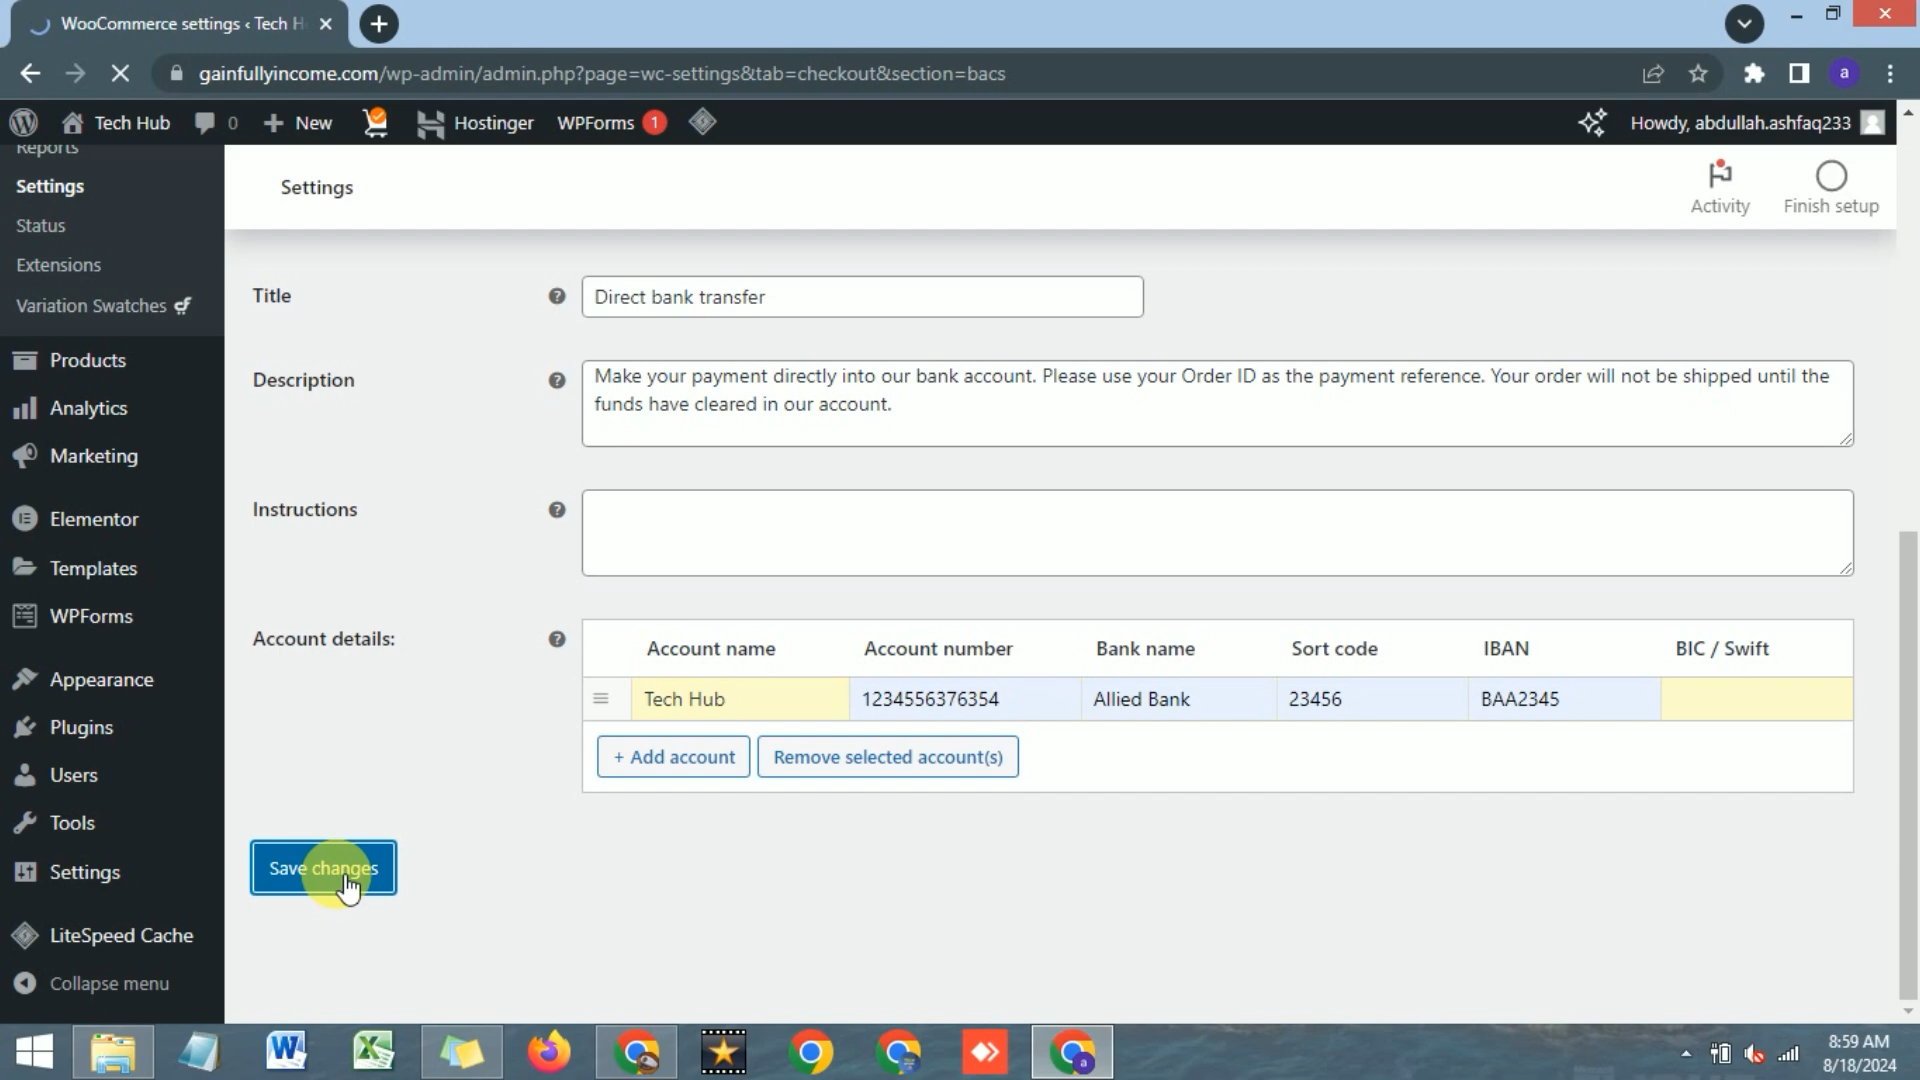 WooCommerce settings ‹ Tech H
gainfullyincome.com/wp-admin/admin.php?page=wc-settings&tab=checkout&section=bacs
a
Tech Hub
0
New
Hostinger
WPForms 1
Howdy, abdullah.ashfaq233
Reports
Settings
Status
Extensions
Variation Swatches
Products
Analytics
Marketing
Elementor
Templates
WPForms
Appearance
Plugins
Users
Tools
Settings
LiteSpeed Cache
Collapse menu
Settings
Activity
Finish setup
Title
Direct bank transfer
Description
Make your payment directly into our bank account. Please use your Order ID as the payment reference. Your order will not be shipped until the
funds have cleared in our account.
Instructions
Account details:
Account name Account number Bank name Sort code IBAN BIC / Swift
Tech Hub 1234556376354 Allied Bank 23456 BAA2345
+ Add account
Remove selected account(s)
Save changes
8:59 AM
8/18/2024